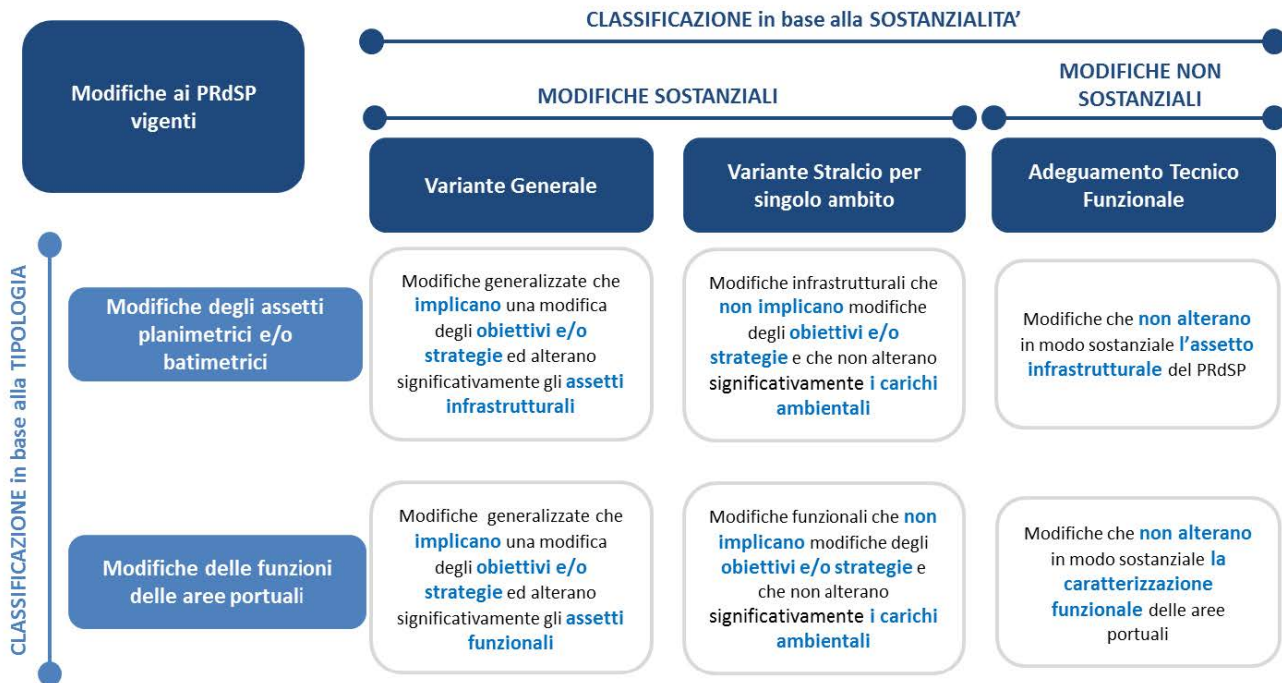 CLASSIFICAZIONE in base alla SOSTANZIALITA'
Modifiche ai PRdSP
vigenti
MODIFICHE SOSTANZIALI
MODIFICHE NON
SOSTANZIALI
Variante Generale
Variante Stralcio per
singolo ambito
Adeguamento Tecnico
Funzionale
CLASSIFICAZIONE in base alla TIPOLOGIA
Modifiche degli assetti
planimetrici e/o
batimetrici
Modifiche generalizzate che
implicano una modifica
degli obiettivi e/o
strategie ed alterano
significativamente gli assetti
infrastrutturali
Modifiche infrastrutturali che
non implicano modifiche
degli obiettivi e/o
strategie e che non alterano
significativamente i carichi
ambientali
Modifiche che non alterano
in modo sostanziale l'assetto
infrastrutturale del PRdSP
Modifiche delle funzioni
delle aree portuali
Modifiche generalizzate che
implicano una modifica
degli obiettivi e/o
strategie ed alterano
significativamente gli assetti
funzionali
Modifiche funzionali che non
implicano modifiche degli
obiettivi e/o strategie e
che non alterano
significativamente i carichi
ambientali
Modifiche che non alterano
in modo sostanziale la
caratterizzazione
funzionale delle aree
portuali